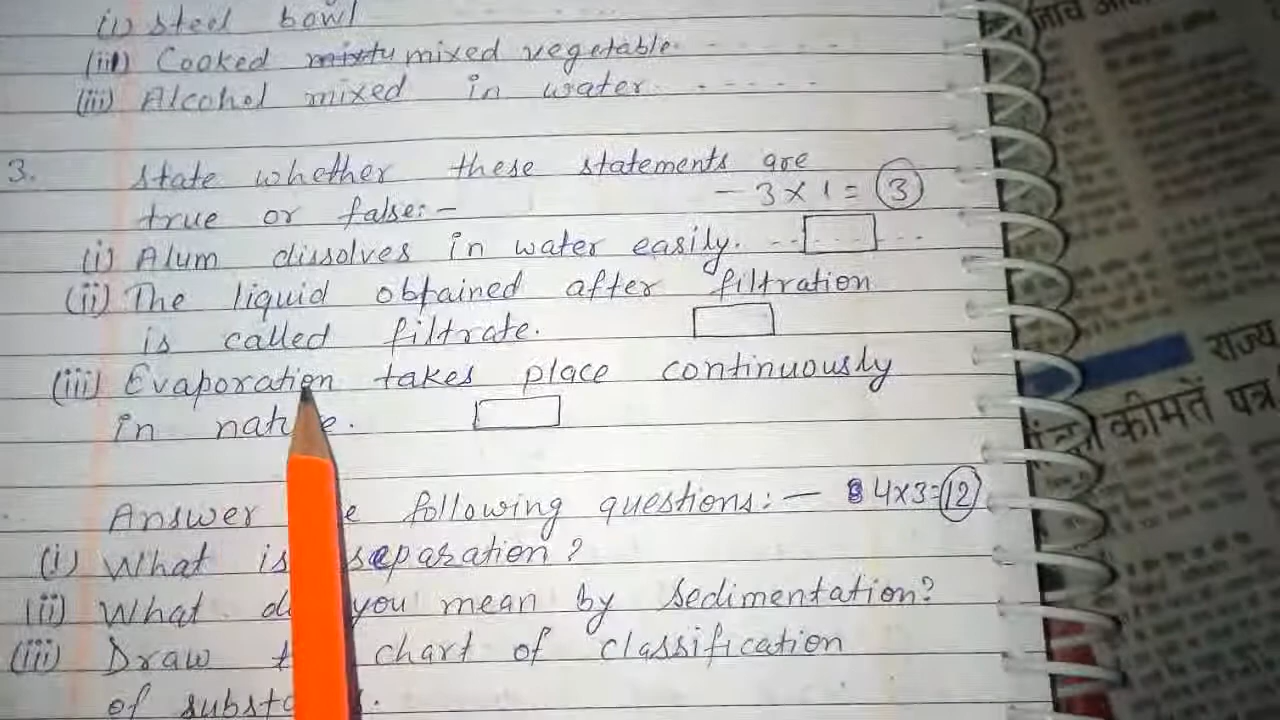 (i) steel bowl
(ii) Cooked mixed vegetable.
(iii) Alcohol mixed in water.
3. State whether these statements are
true or false:- - 3 x 1 = 3
(i) Alum dissolves in water easily.
(ii) The liquid obtained after filtration
is called filtrate.
(iii) Evaporation takes place continuously
in nature.
Answer following questions:- 4x3=12
(i) What is separation?
(ii) What you mean by sedimentation?
(iii) Draw chart of classification
of
राज्य
कीमतें पत्र